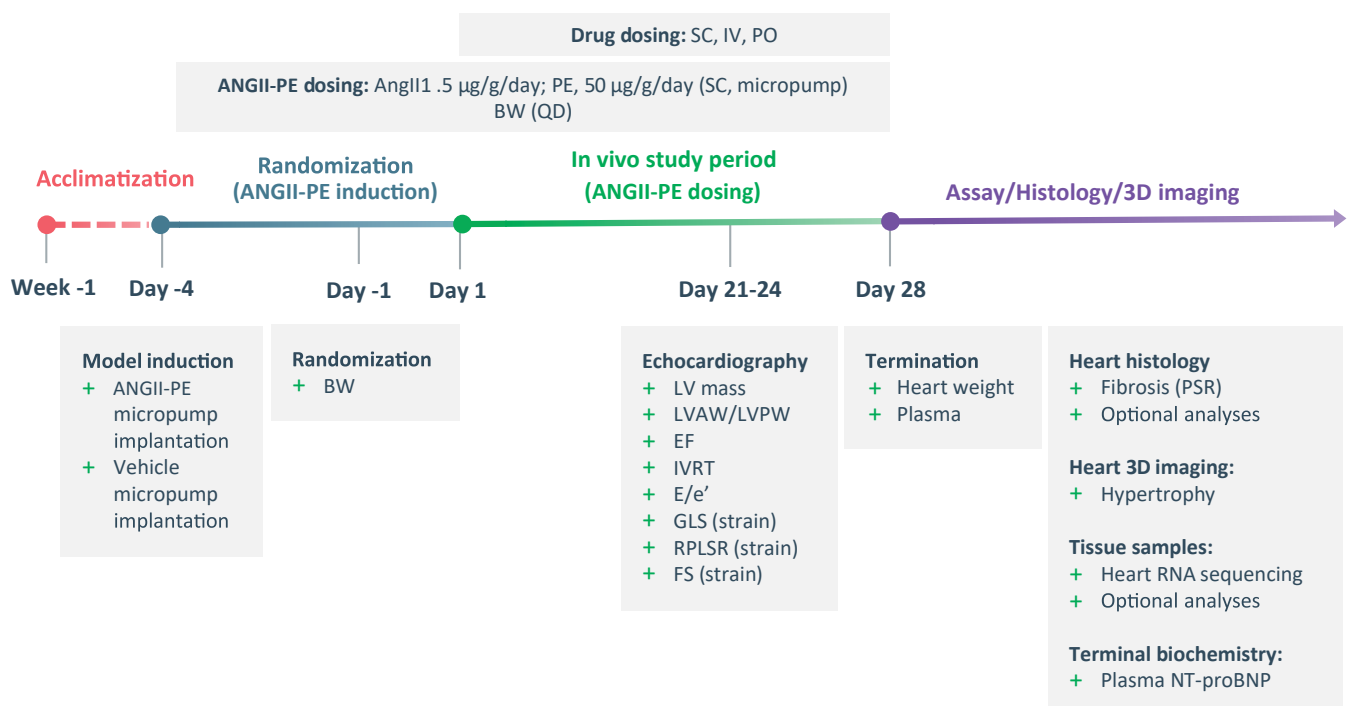 Drug dosing: SC, IV, PO
ANGII-PE dosing: AngII1 .5 µg/g/day; PE, 50 µg/g/day (SC, micropump)
BW (QD)
Acclimatization
Randomization
(ANGII-PE induction)
In vivo study period
(ANGII-PE dosing)
Assay/Histology/3D imaging
Week -1
Day -4
Day -1
Day 1
Day 21-24
Day 28
Model induction
+ ANGII-PE
micropump
implantation
+ Vehicle
micropump
implantation
Randomization
+ BW
Echocardiography
+ LV mass
+ LVAW/LVPW
+ EF
+ IVRT
+ E/e’
+ GLS (strain)
+ RPLSR (strain)
+ FS (strain)
Termination
+ Heart weight
+ Plasma
Heart histology
+ Fibrosis (PSR)
+ Optional analyses
Heart 3D imaging:
+ Hypertrophy
Tissue samples:
+ Heart RNA sequencing
+ Optional analyses
Terminal biochemistry:
+ Plasma NT-proBNP